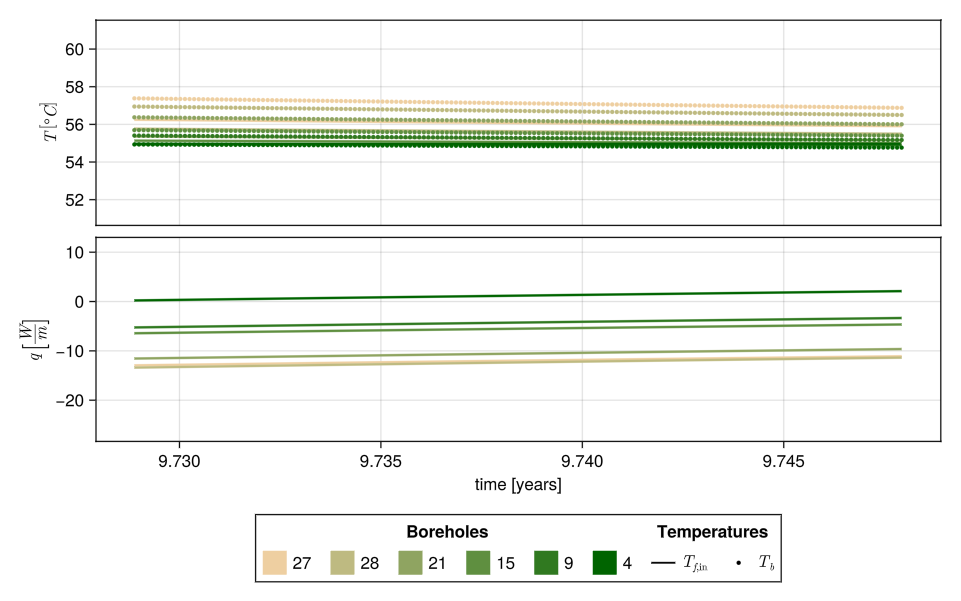 T [°C]
60
58
56
54
52
q [W/m]
10
0
−10
−20
9.730 9.735 9.740 9.745
time [years]
Boreholes Temperatures
27 28 21 15 9 4 T_f,in T_b